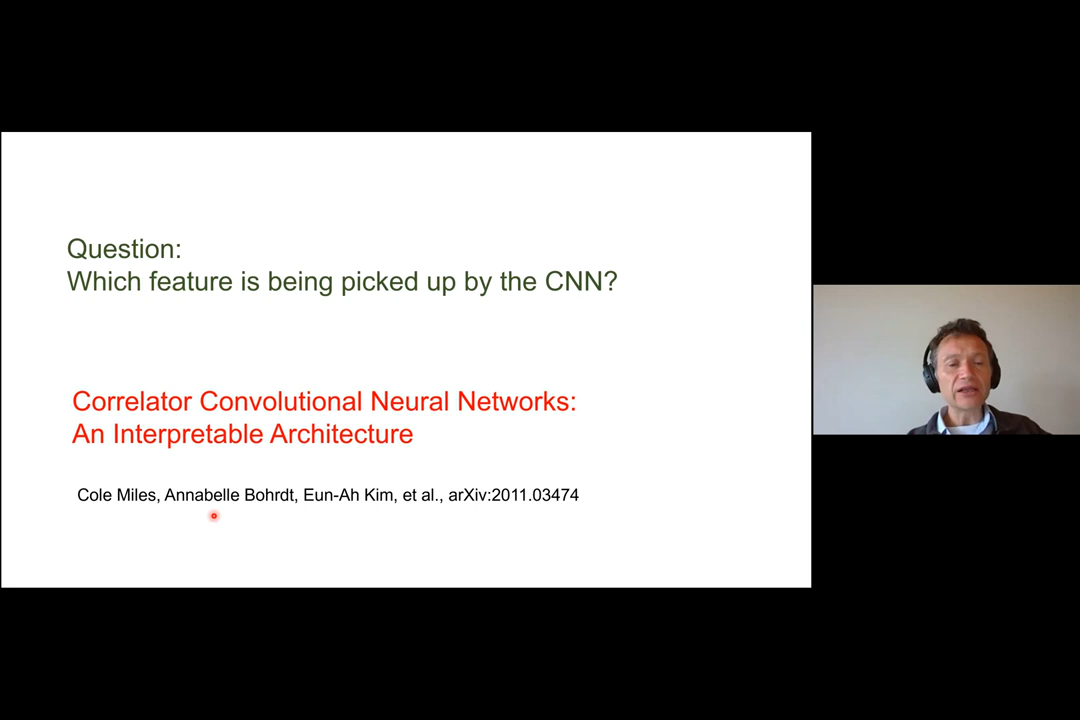 Question:
Which feature is being picked up by the CNN?
Correlator Convolutional Neural Networks:
An Interpretable Architecture
Cole Miles, Annabelle Bohrdt, Eun-Ah Kim, et al., arXiv:2011.03474